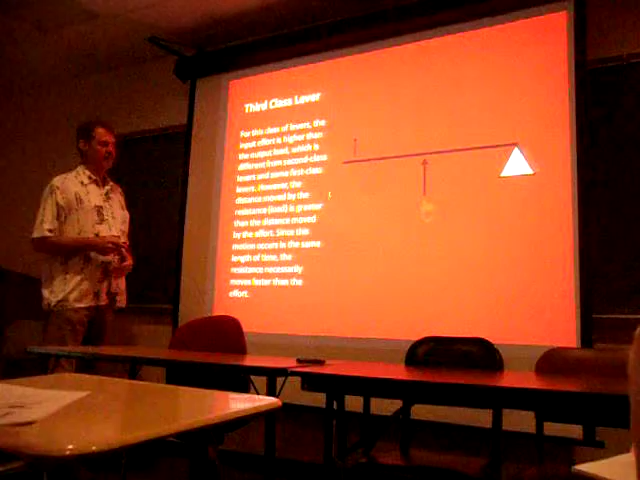 Third Class Lever
For this class of levers, the
input effort is higher than
the output load, which is
different from second-class
levers and some first-class
levers. However, the
distance moved by the
resistance (load) is greater
than the distance moved
by the effort. Since this
motion occurs in the same
length of time, the
resistance necessarily
moves faster than the
effort.